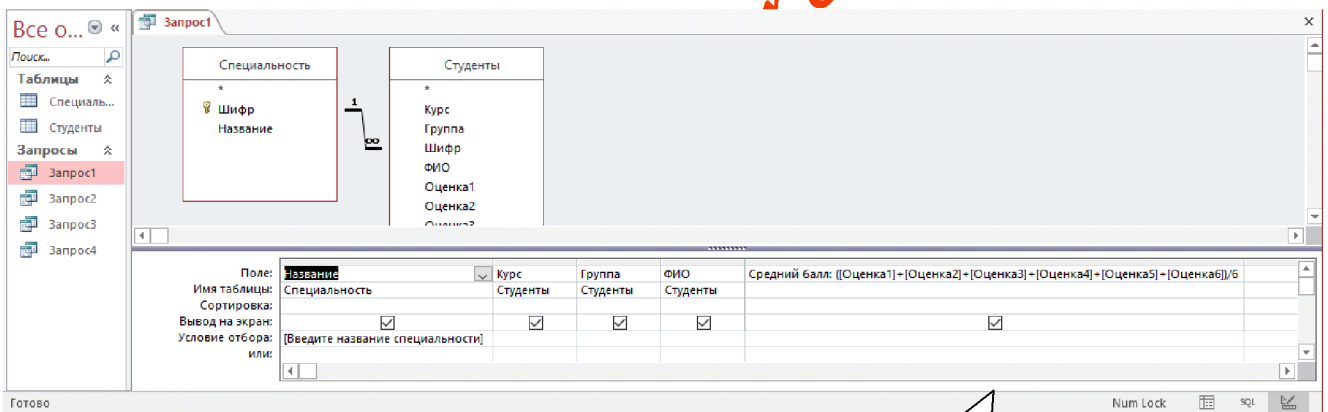 Все о... «
Запрос1
×
Поиск...
Таблицы
Специаль...
Студенты
Запросы
Запрос1
Запрос2
Запрос3
Запрос4
Специальность
*
Шифр
Название
1
∞
Студенты
*
Курс
Группа
Шифр
ФИО
Оценка1
Оценка2
Оценка3
Поле: Название Курс Группа ФИО Средний балл: ([Оценка1]+[Оценка2]+[Оценка3]+[Оценка4]+[Оценка5]+[Оценка6])/6
Имя таблицы: Специальность Студенты Студенты Студенты
Сортировка:
Вывод на экран:
Условие отбора: [Введите название специальности]
или:
Готово Num Lock SQL